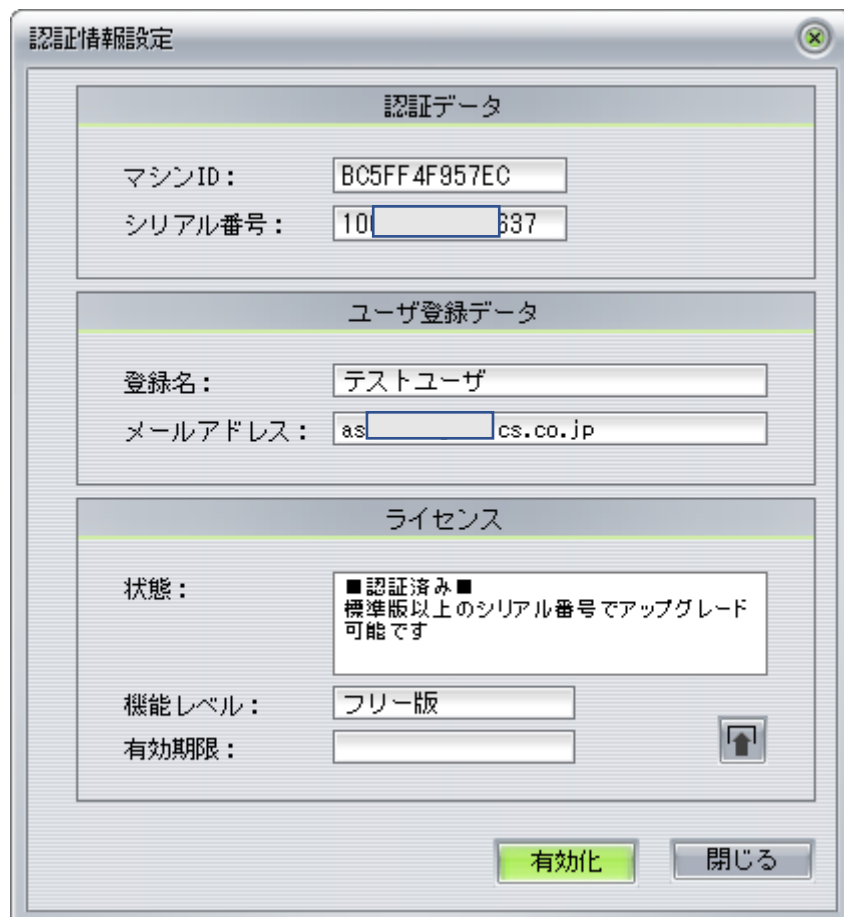 認証情報設定
認証データ
マシンID: BC5FF4F957EC
シリアル番号: 10 637
ユーザ登録データ
登録名: テストユーザ
メールアドレス: as cs.co.jp
ライセンス
状態: ■認証済み■
標準版以上のシリアル番号でアップグレード
可能です
機能レベル: フリー版
有効期限:
有効化 閉じる